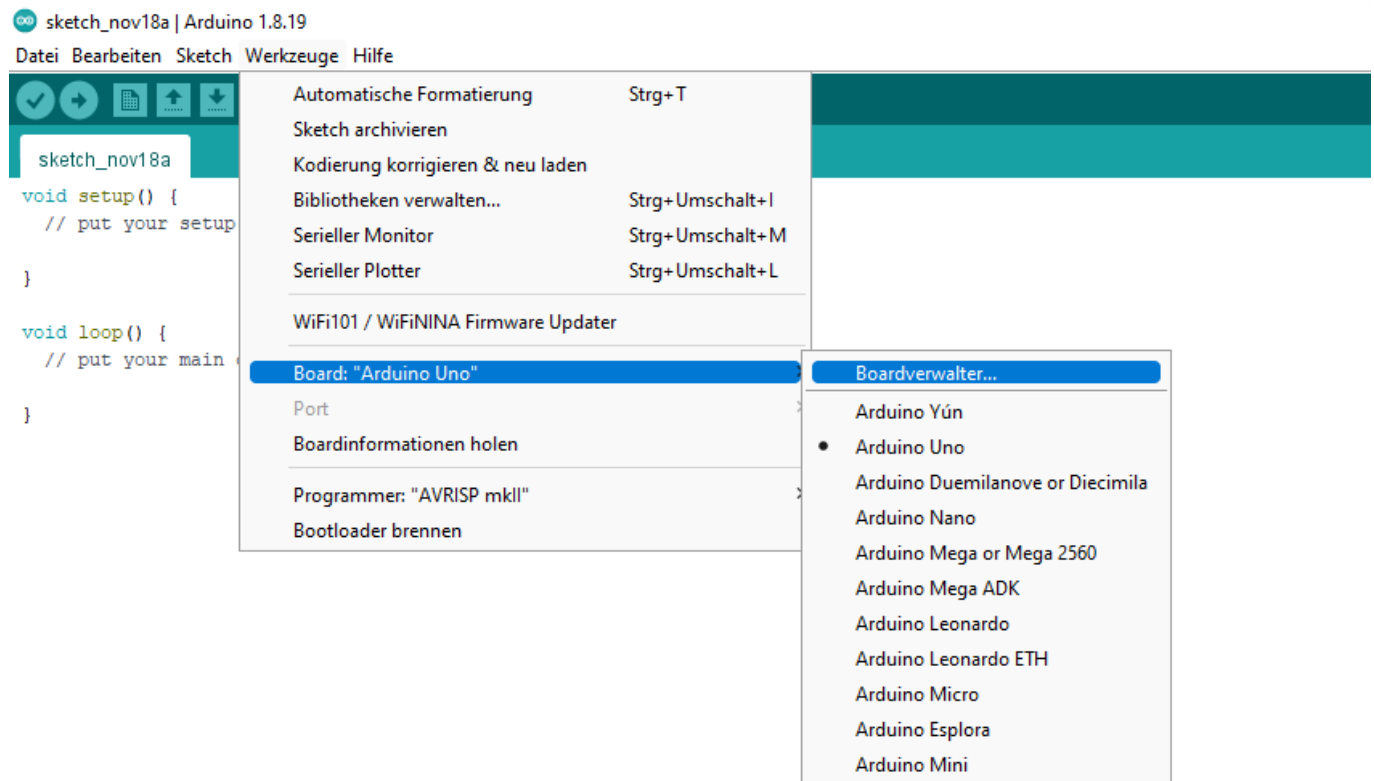 sketch_nov18a | Arduino 1.8.19
Datei Bearbeiten Sketch Werkzeuge Hilfe
sketch_nov18a
void setup() {
// put your setup
}
void loop() {
// put your main
}
Automatische Formatierung Strg+T
Sketch archivieren
Kodierung korrigieren & neu laden
Bibliotheken verwalten... Strg+Umschalt+I
Serieller Monitor Strg+Umschalt+M
Serieller Plotter Strg+Umschalt+L
WiFi101 / WiFiNINA Firmware Updater
Board: "Arduino Uno"
Port
Boardinformationen holen
Programmer: "AVRISP mkII"
Bootloader brennen
Boardverwalter...
Arduino Yún
Arduino Uno
Arduino Duemilanove or Diecimila
Arduino Nano
Arduino Mega or Mega 2560
Arduino Mega ADK
Arduino Leonardo
Arduino Leonardo ETH
Arduino Micro
Arduino Esplora
Arduino Mini